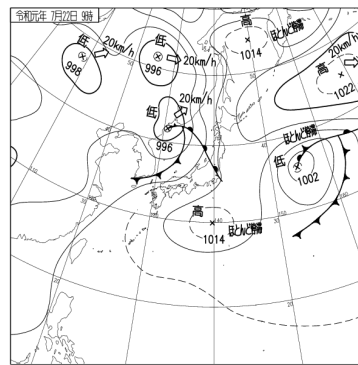 令和元年 7月22日 9時
高
ほとんど停滞
1014
低
20km/h
998
低
20km/h
996
20km/h
高
1022
低
20km/h
996
ほとんど停滞
低
1002
高
ほとんど停滞
1014